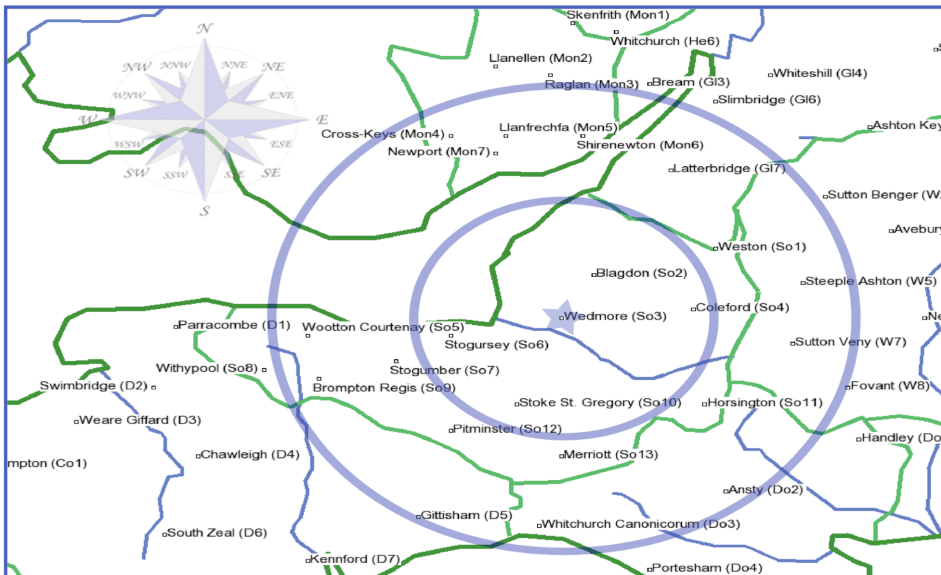 Skenfrith (Mon1)
Whitchurch (He6)
Llanellen (Mon2)
Raglan (Mon3)
Bream (Gl3)
Whiteshill (Gl4)
Slimbridge (Gl6)
N
NNW
NNE
NW
NE
WNW
ENE
W
E
WSW
ESE
SW
SE
SSW
SSE
S
Cross-Keys (Mon4)
Llanfrechfa (Mon5)
Ashton Key
Newport (Mon7)
Shirenewton (Mon6)
Latterbridge (Gl7)
Sutton Benger (W
Avebury
Weston (So1)
Blagdon (So2)
Steeple Ashton (W5)
Wedmore (So3)
Coleford (So4)
Ne
Parracombe (D1)
Wootton Courtenay (So5)
Stogursey (So6)
Sutton Veny (W7)
Withypool (So8)
Stogumber (So7)
Swimbridge (D2)
Brompton Regis (So9)
Fovant (W8)
Stoke St. Gregory (So10)
Horsington (So11)
Weare Giffard (D3)
Pitminster (So12)
Handley (Do
Chawleigh (D4)
Merriott (So13)
mpton (Co1)
Ansty (Do2)
Gittisham (D5)
Whitchurch Canonicorum (Do3)
South Zeal (D6)
Kennford (D7)
Portesham (Do4)